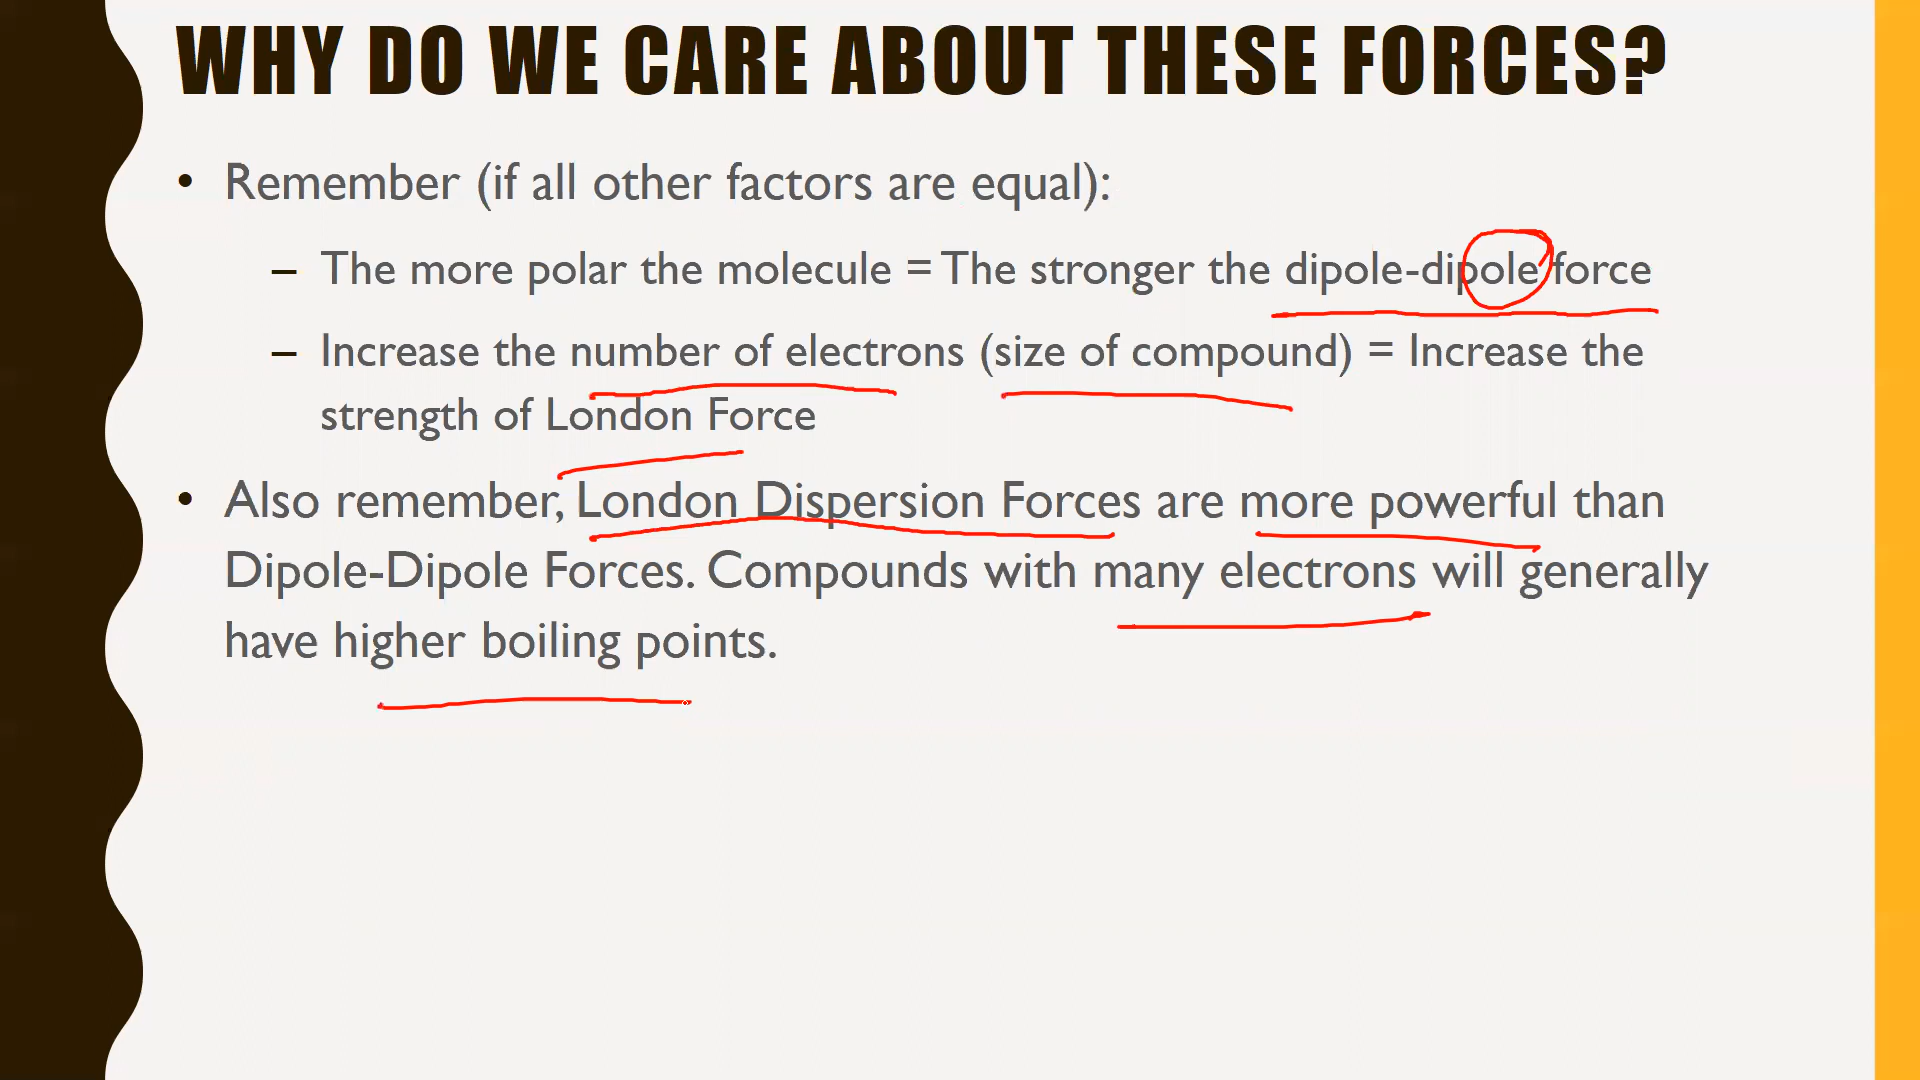 WHY DO WE CARE ABOUT THESE FORCES?
• Remember (if all other factors are equal):
– The more polar the molecule = The stronger the dipole-dipole force
– Increase the number of electrons (size of compound) = Increase the
strength of London Force
• Also remember, London Dispersion Forces are more powerful than
Dipole-Dipole Forces. Compounds with many electrons will generally
have higher boiling points.